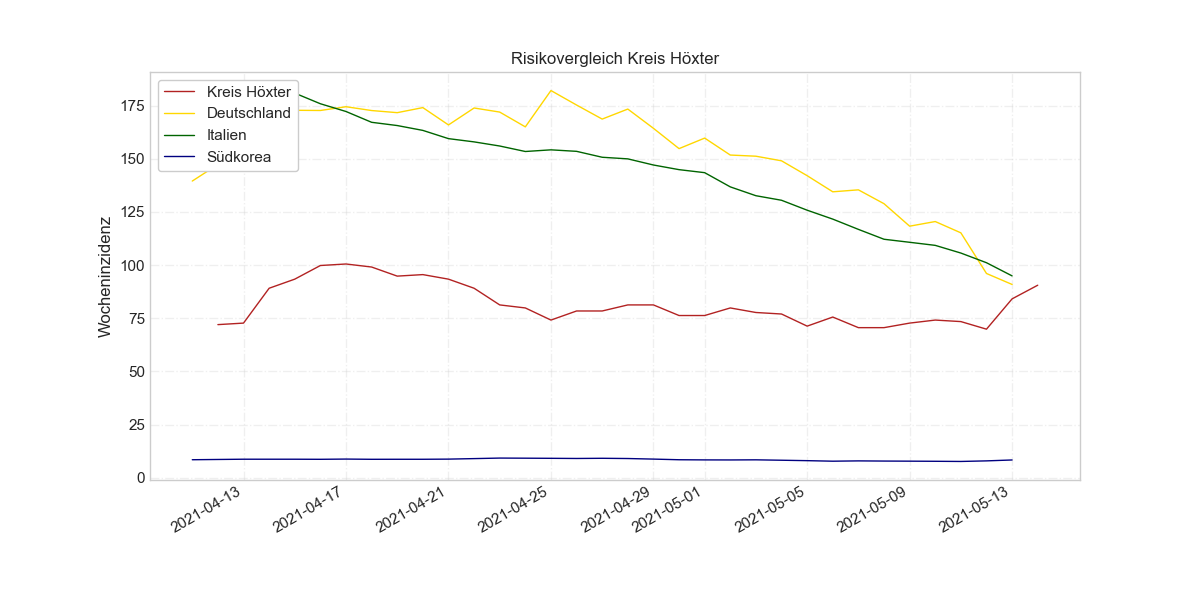 Risikovergleich Kreis Höxter
Kreis Höxter
Deutschland
Italien
Südkorea
Wocheninzidenz
175
150
125
100
75
50
25
0
2021-04-13
2021-04-17
2021-04-21
2021-04-25
2021-04-29
2021-05-01
2021-05-05
2021-05-09
2021-05-13